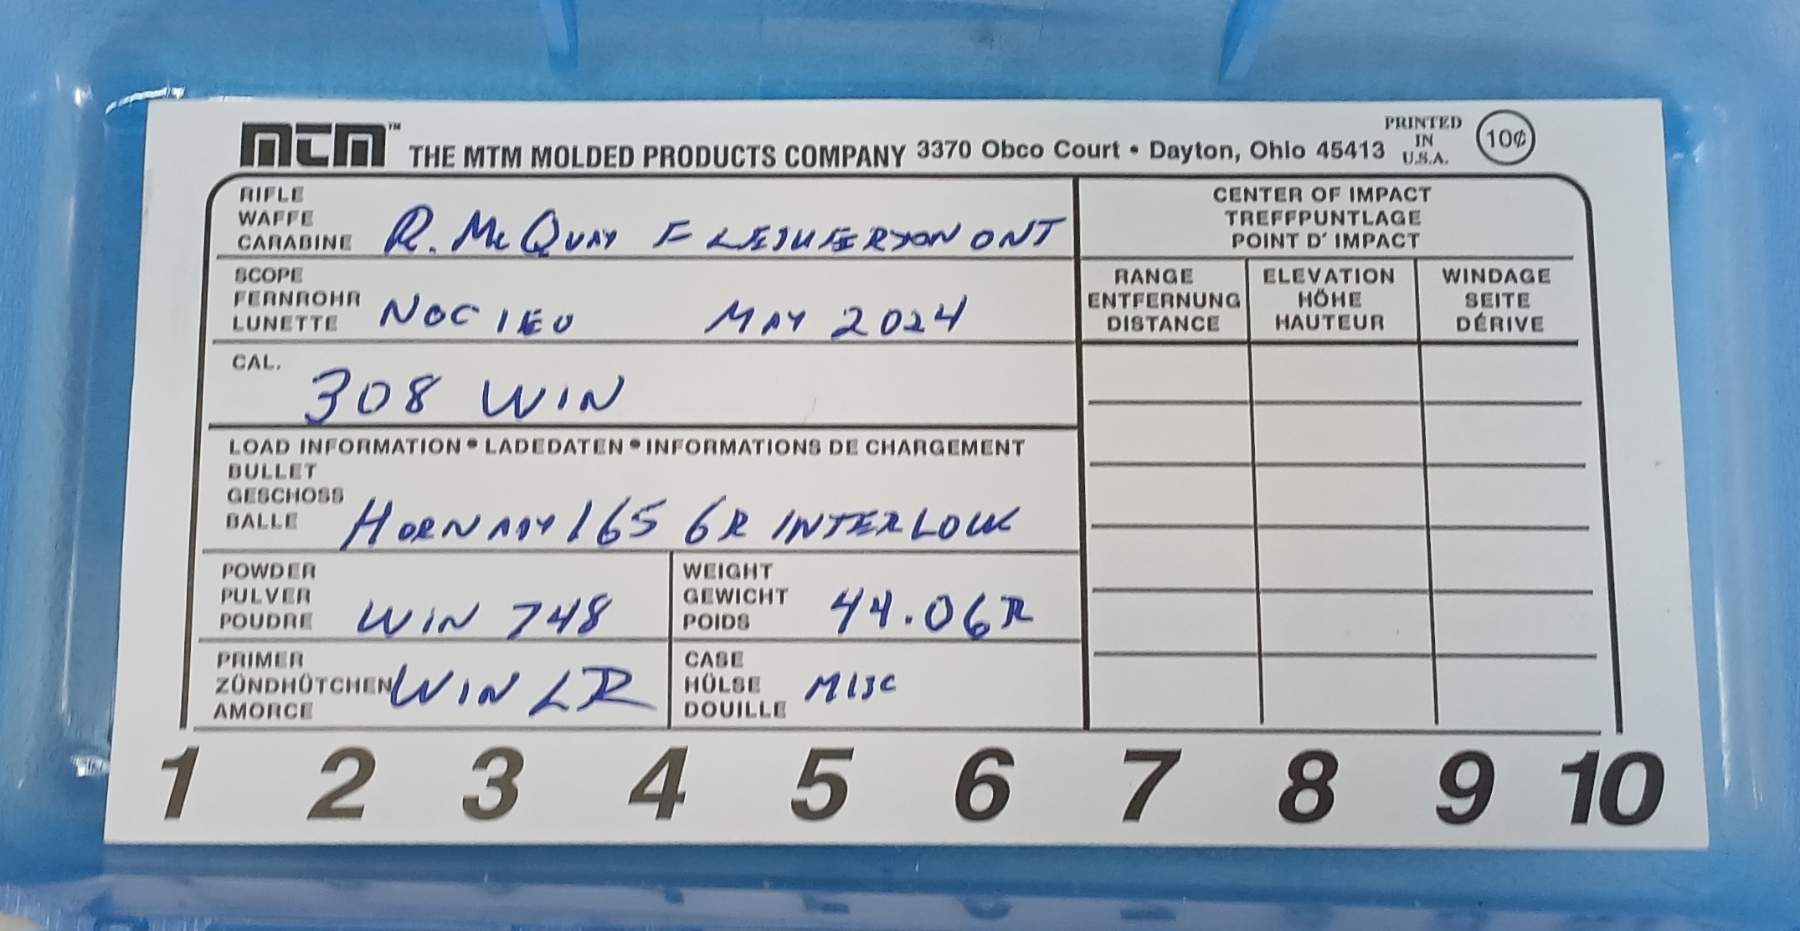 mtm™ THE MTM MOLDED PRODUCTS COMPANY 3370 Obco Court • Dayton, Ohio 45413 PRINTED IN U.S.A. 10¢
RIFLE
WAFFE
CARABINE R. McQUAY FLESHERTON ONT
SCOPE
FERNROHR
LUNETTE MAY 2024
CAL.
308 WIN
LOAD INFORMATION • LADEDATEN • INFORMATIONS DE CHARGEMENT
BULLET
GESCHOSS
BALLE HORNADY 165 GR INTERLOCK
POWDER
PULVER
POUDRE WIN 748
WEIGHT
GEWICHT
POIDS 44.0 GR
PRIMER
ZÜNDHÜTCHEN WIN LR
AMORCE
CASE
HÜLSE MISC
DOUILLE
CENTER OF IMPACT
TREFFPUNTLAGE
POINT D' IMPACT
RANGE
ENTFERNUNG
DISTANCE
ELEVATION
HÖHE
HAUTEUR
WINDAGE
SEITE
DÉRIVE
1 2 3 4 5 6 7 8 9 10